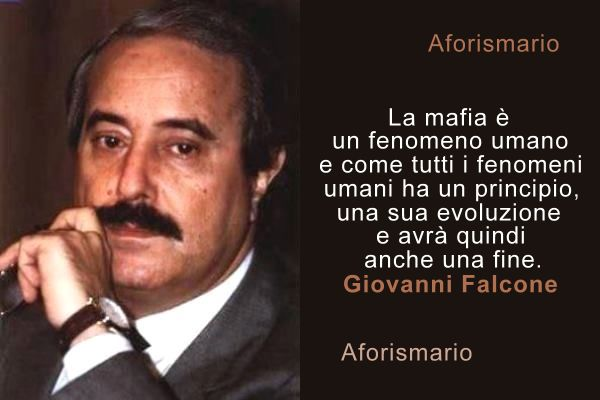 Aforismario
La mafia è
un fenomeno umano
e come tutti i fenomeni
umani ha un principio,
una sua evoluzione
e avrà quindi
anche una fine.
Giovanni Falcone
Aforismario